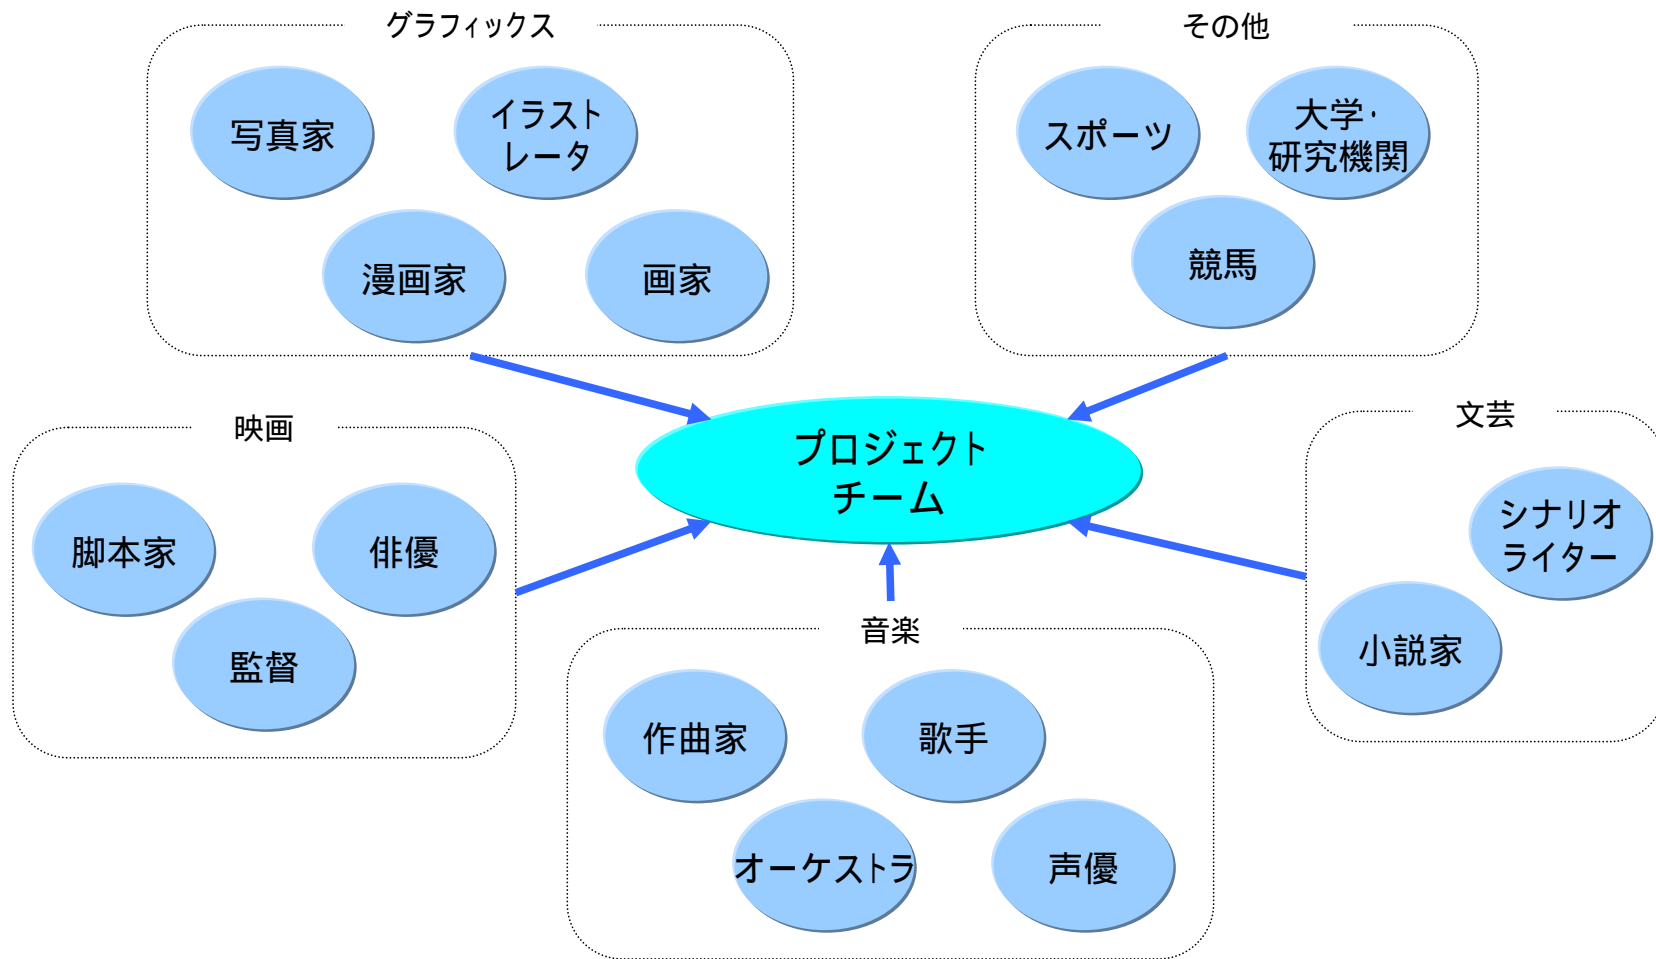 グラフィックス
写真家
イラスト
レータ
漫画家
画家
その他
スポーツ
大学・
研究機関
競馬
プロジェクト
チーム
映画
脚本家
俳優
監督
文芸
シナリオ
ライター
小説家
音楽
作曲家
歌手
オーケストラ
声優